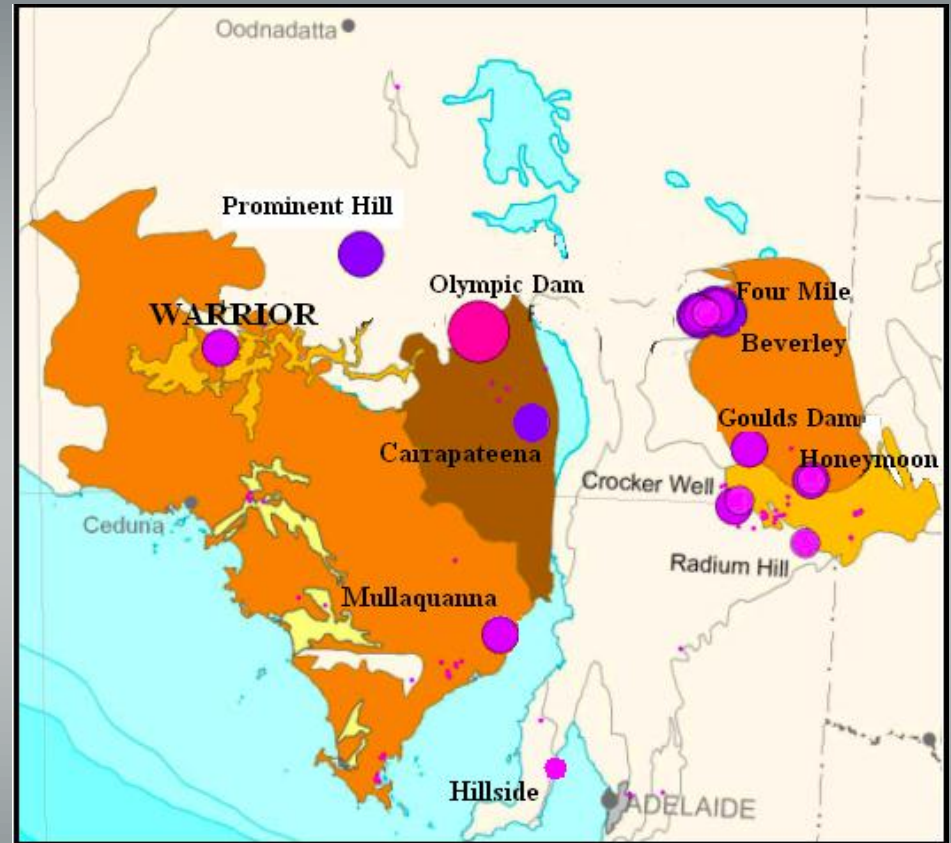 Oodnadatta
Prominent Hill
Olympic Dam
Four Mile
WARRIOR
Beverley
Goulds Dam
Carrapateena
Honeymoon
Crocker Well
Ceduna
Radium Hill
Mullaquanna
Hillside
ADELAIDE